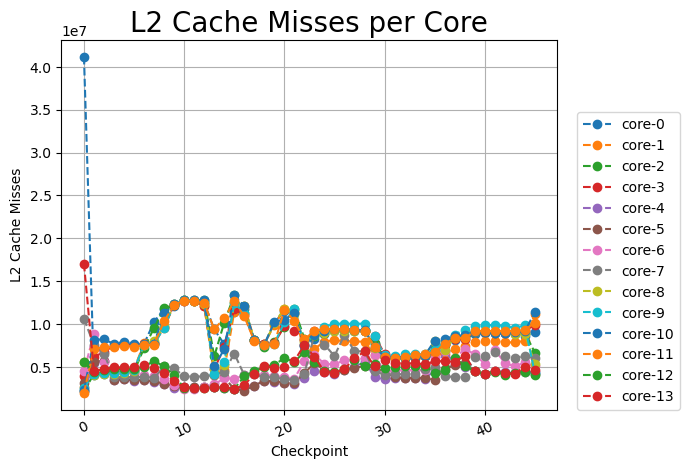 L2 Cache Misses per Core
1e7
4.0
3.5
3.0
2.5
2.0
1.5
1.0
0.5
L2 Cache Misses
0
10
20
30
40
Checkpoint
core-0
core-1
core-2
core-3
core-4
core-5
core-6
core-7
core-8
core-9
core-10
core-11
core-12
core-13